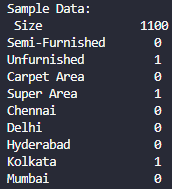 Sample Data:
Size 1100
Semi-Furnished 0
Unfurnished 1
Carpet Area 0
Super Area 1
Chennai 0
Delhi 0
Hyderabad 0
Kolkata 1
Mumbai 0